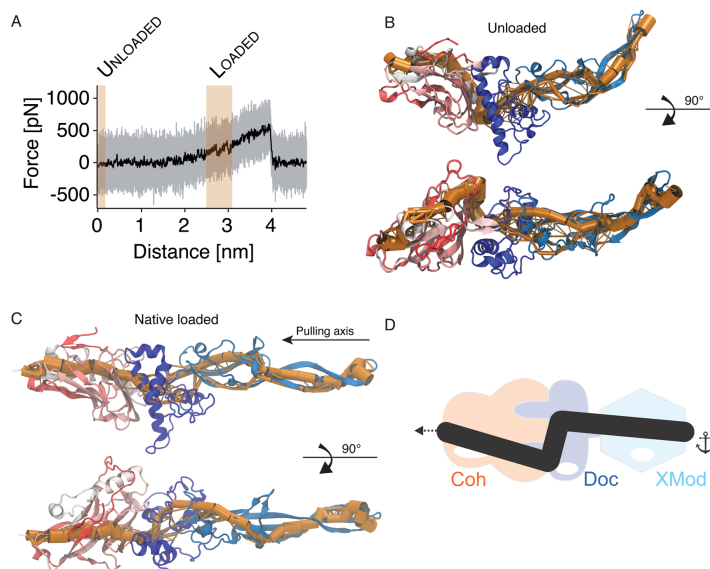 A
UNLOADED
LOADED
1000
500
0
-500
Force [pN]
0 1 2 3 4
Distance [nm]
B
Unloaded
90°
C
Native loaded
Pulling axis
90°
D
Coh
Doc
XMod